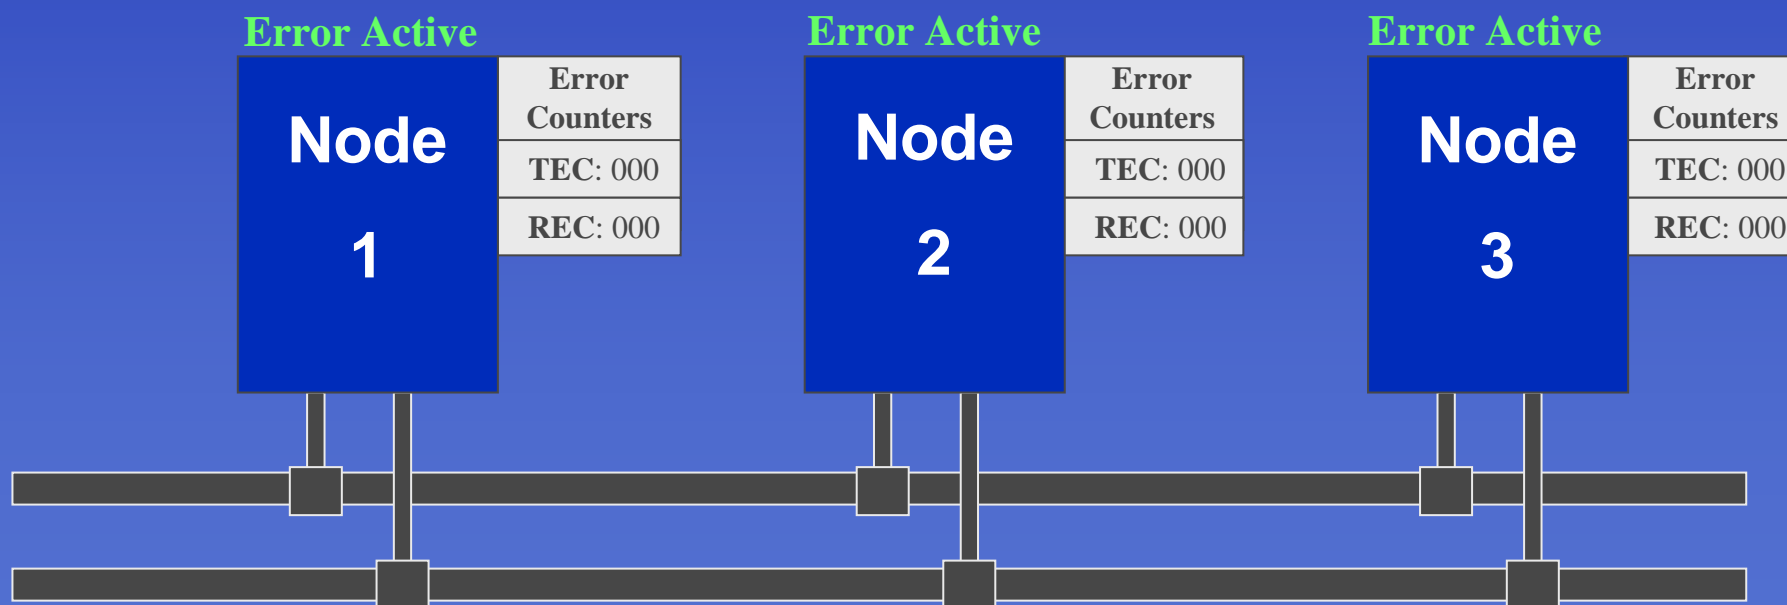 Error Active
Node
1
Error
Counters
TEC: 000
REC: 000
Error Active
Node
2
Error
Counters
TEC: 000
REC: 000
Error Active
Node
3
Error
Counters
TEC: 000
REC: 000